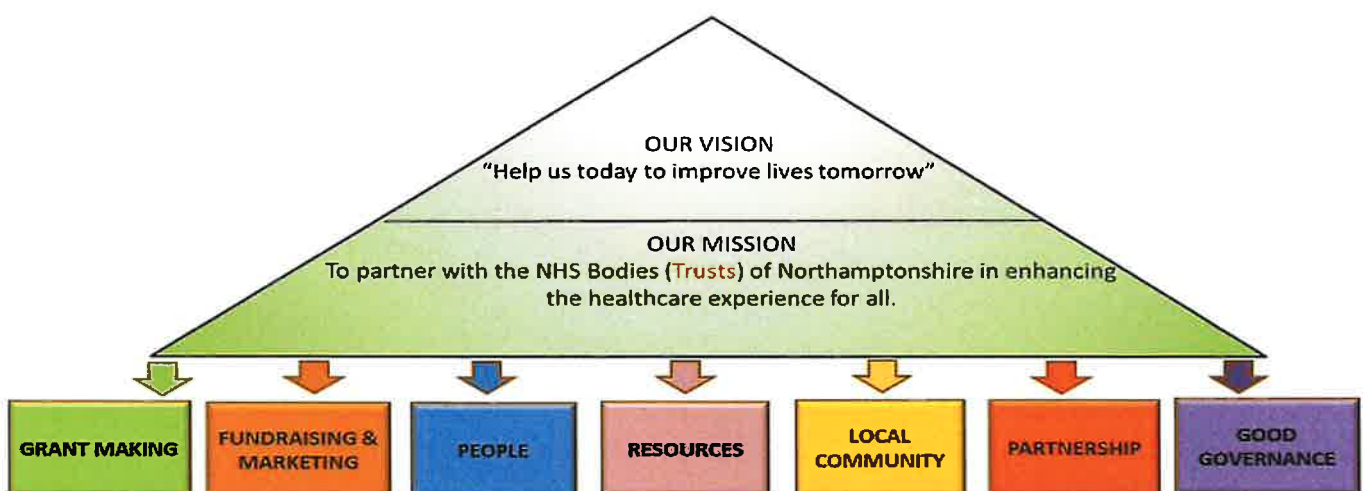 OUR VISION
“Help us today to improve lives tomorrow”
OUR MISSION
To partner with the NHS Bodies (Trusts) of Northamptonshire in enhancing
the healthcare experience for all.
GRANT MAKING
FUNDRAISING &
MARKETING
PEOPLE
RESOURCES
LOCAL
COMMUNITY
PARTNERSHIP
GOOD
GOVERNANCE